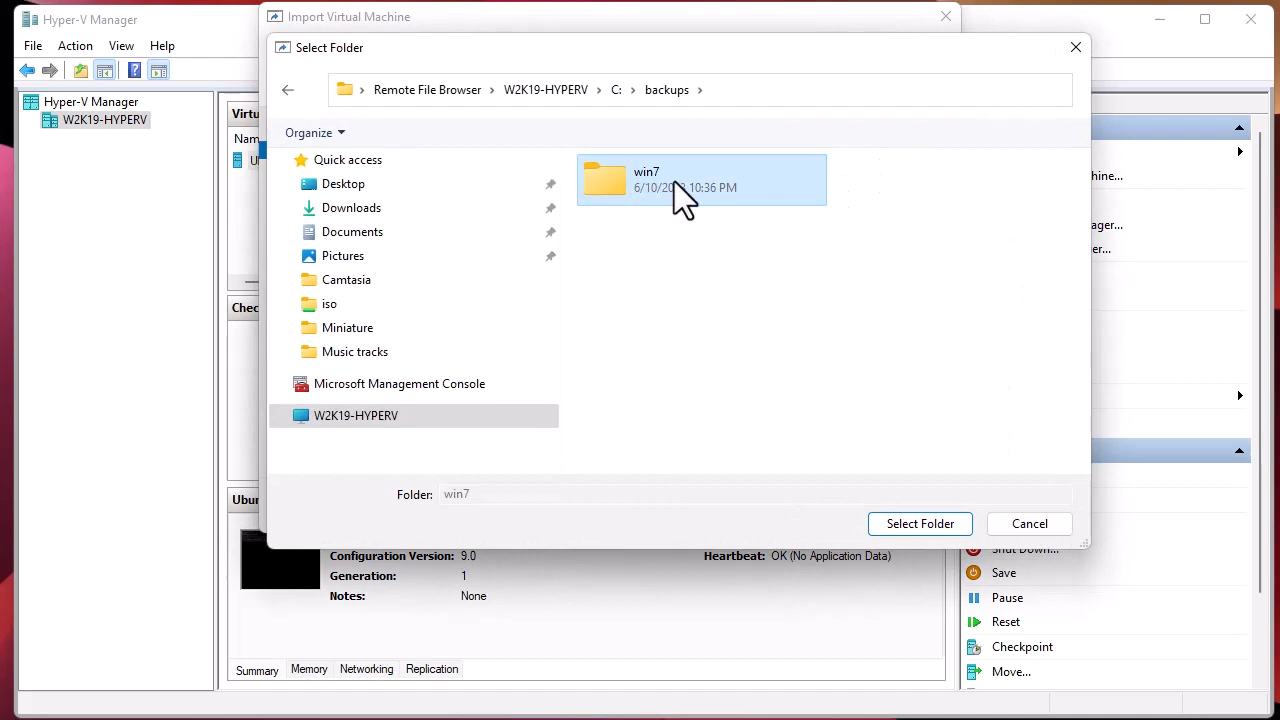 Hyper-V Manager
Import Virtual Machine
File
Action
View
Help
Select Folder
Remote File Browser
W2K19-HYPERV
C:
backups
Organize
Quick access
Desktop
Downloads
Documents
Pictures
Camtasia
iso
Miniature
Music tracks
Microsoft Management Console
W2K19-HYPERV
win7
10:36 PM
Folder:
win7
Select Folder
Cancel
Hyper-V Manager
W2K19-HYPERV
Configuration Version: 9.0
Heartbeat: OK (No Application Data)
Generation: 1
Notes: None
Summary
Memory
Networking
Replication
Shut Down...
Save
Pause
Reset
Checkpoint
Move...